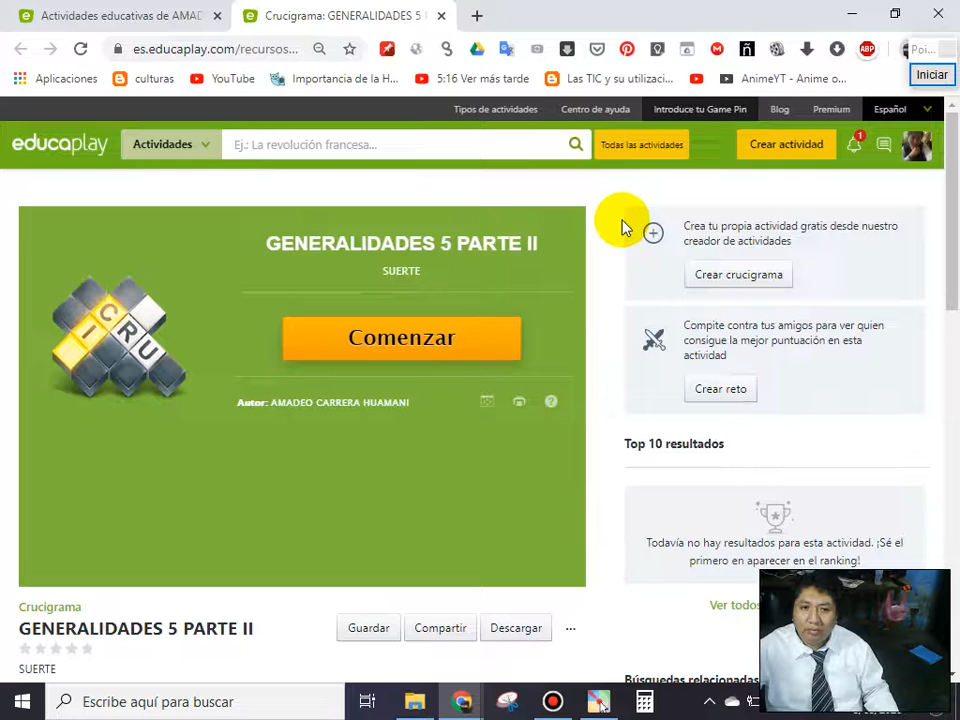 Actividades educativas de AMAD
Crucigrama: GENERALIDADES 5
es.educaplay.com/recursos...
Iniciar
Aplicaciones
culturas
YouTube
Importancia de la H...
5:16 Ver más tarde
Las TIC y su utilizaci...
AnimeYT - Anime o...
Tipos de actividades
Centro de ayuda
Introduce tu Game Pin
Blog
Premium
Español
educaplay
Actividades
Ej.: La revolución francesa...
Todas las actividades
Crear actividad
1
GENERALIDADES 5 PARTE II
SUERTE
Comenzar
Autor: AMADEO CARRERA HUAMANI
CRU
I
Crea tu propia actividad gratis desde nuestro
creador de actividades
Crear crucigrama
Compite contra tus amigos para ver quien
consigue la mejor puntuación en esta
actividad
Crear reto
Top 10 resultados
Todavía no hay resultados para esta actividad. ¡Sé el
primero en aparecer en el ranking!
Ver todos
Crucigrama
GENERALIDADES 5 PARTE II
SUERTE
Guardar
Compartir
Descargar
...
Búsquedas relacionadas
Escribe aquí para buscar